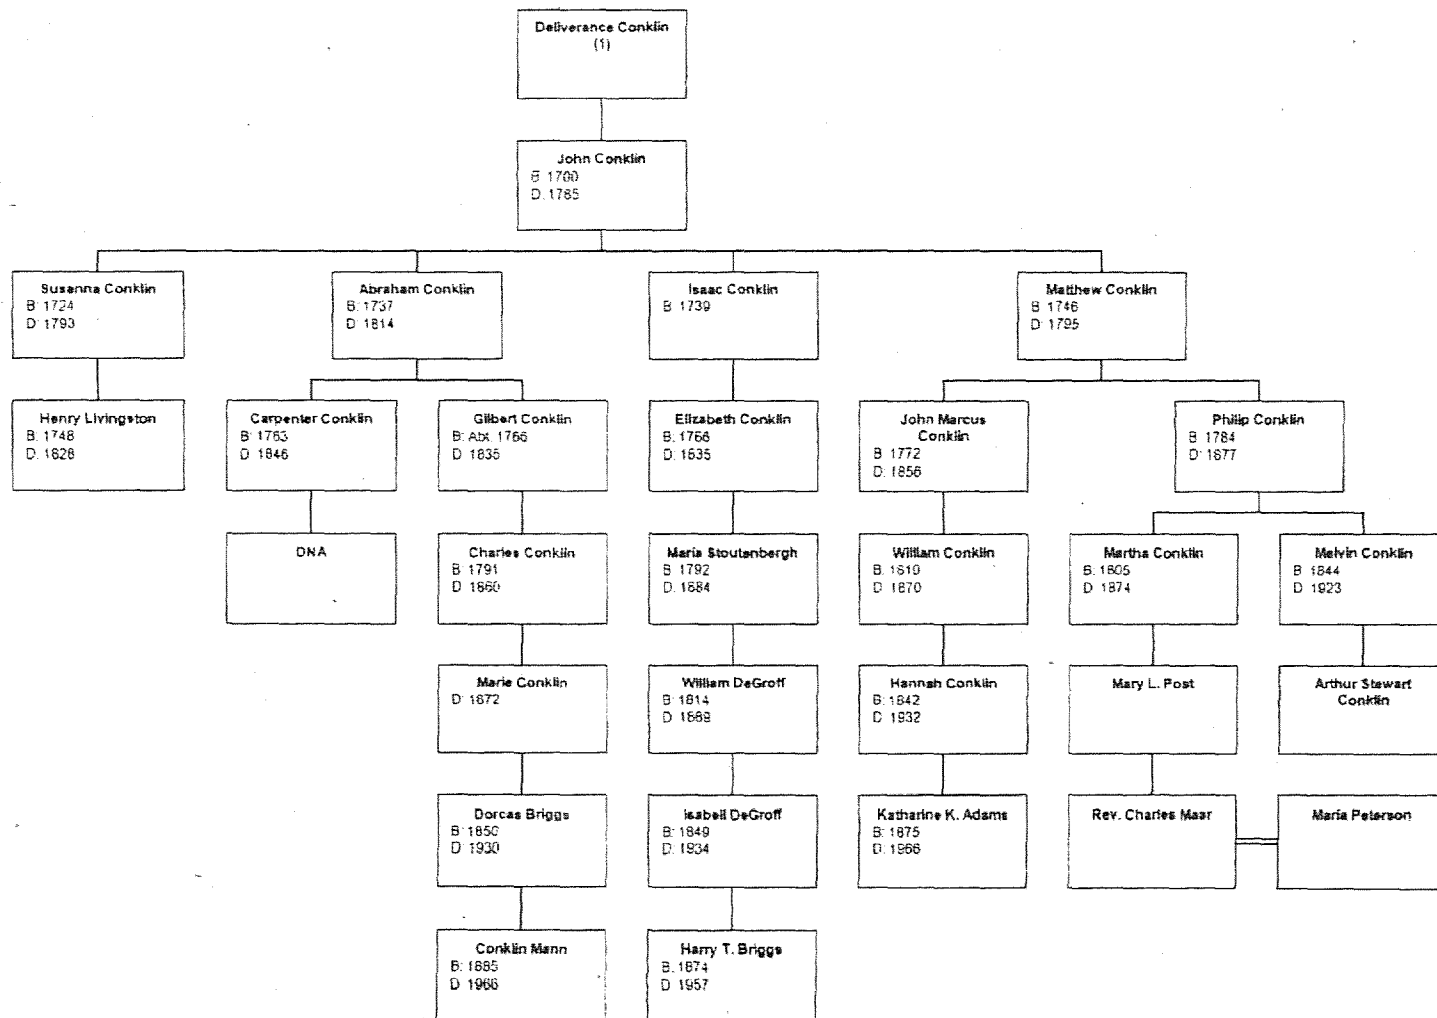 Deliverance Conklin
(1)
John Conklin
B: 1700
D: 1785
Susanna Conklin
B: 1724
D: 1793
Abraham Conklin
B: 1737
D: 1814
Isaac Conklin
B: 1739
Matthew Conklin
B: 1746
D: 1795
Henry Livingston
B: 1748
D: 1828
Carpenter Conklin
B: 1763
D: 1846
Gilbert Conklin
B: Abt. 1766
D: 1835
Elizabeth Conklin
B: 1766
D: 1835
John Marcus
Conklin
B: 1772
D: 1856
Philip Conklin
B: 1784
D: 1877
DNA
Charles Conklin
B: 1791
D: 1860
Maria Stoutenbergh
B: 1792
D: 1884
William Conklin
B: 1810
D: 1870
Martha Conklin
B: 1805
D: 1874
Melvin Conklin
B: 1844
D: 1923
Marie Conklin
D: 1872
William DeGroff
B: 1814
D: 1889
Hannah Conklin
B: 1842
D: 1932
Mary L. Post
Arthur Stewart
Conklin
Dorcas Briggs
B: 1850
D: 1930
Isabell DeGroff
B: 1849
D: 1934
Katharine K. Adams
B: 1875
D: 1966
Rev. Charles Maar
Maria Peterson
Conklin Mann
B: 1885
D: 1966
Harry T. Briggs
B: 1874
D: 1957